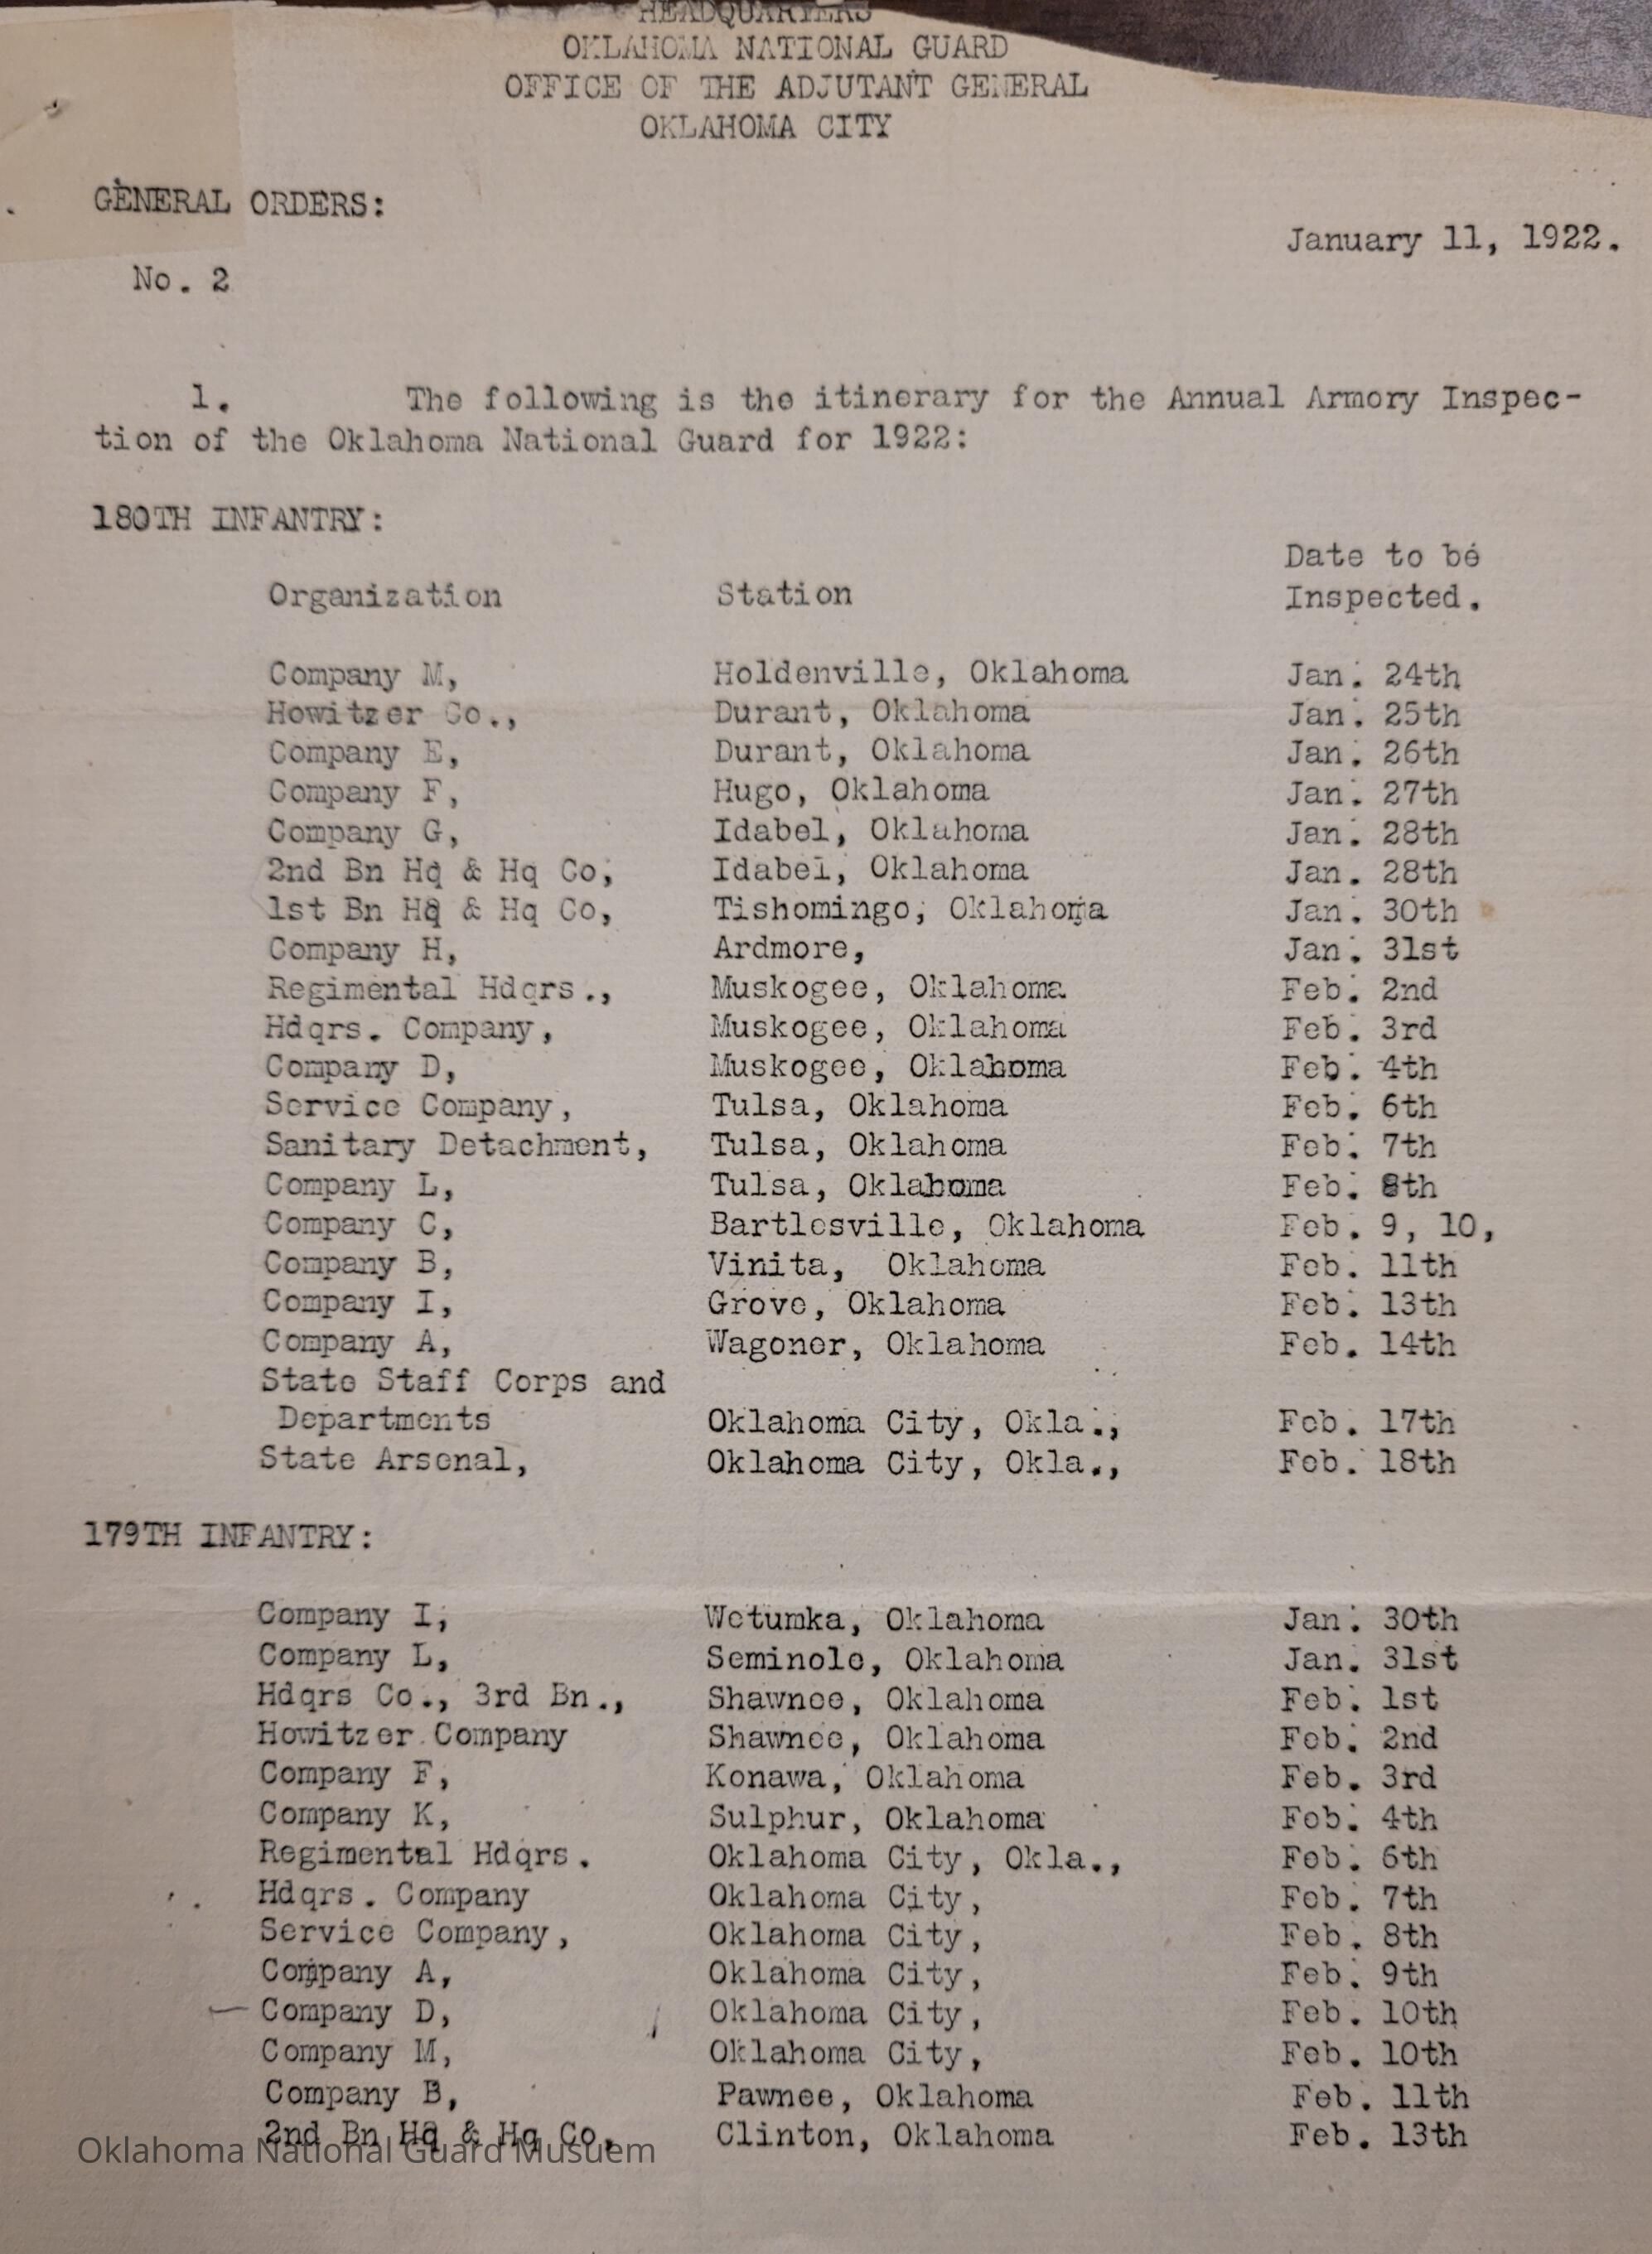 HEADQUARTERS
OKLAHOMA NATIONAL GUARD
OFFICE OF THE ADJUTANT GENERAL
OKLAHOMA CITY
GENERAL ORDERS:
January 11, 1922.
No. 2
1. The following is the itinerary for the Annual Armory Inspec-
tion of the Oklahoma National Guard for 1922:
180TH INFANTRY:
Date to be
Organization Station Inspected.
Company M, Holdenville, Oklahoma Jan. 24th
Howitzer Co., Durant, Oklahoma Jan. 25th
Company E, Durant, Oklahoma Jan. 26th
Company F, Hugo, Oklahoma Jan. 27th
Company G, Idabel, Oklahoma Jan. 28th
2nd Bn Hq & Hq Co, Idabel, Oklahoma Jan. 28th
1st Bn Hq & Hq Co, Tishomingo, Oklahoma Jan. 30th
Company H, Ardmore, Jan. 31st
Regimental Hdqrs., Muskogee, Oklahoma Feb. 2nd
Hdqrs. Company, Muskogee, Oklahoma Feb. 3rd
Company D, Muskogee, Oklahoma Feb. 4th
Service Company, Tulsa, Oklahoma Feb. 6th
Sanitary Detachment, Tulsa, Oklahoma Feb. 7th
Company L, Tulsa, Oklahoma Feb. 8th
Company C, Bartlesville, Oklahoma Feb. 9, 10,
Company B, Vinita, Oklahoma Feb. 11th
Company I, Grove, Oklahoma Feb. 13th
Company A, Wagoner, Oklahoma Feb. 14th
State Staff Corps and
Departments Oklahoma City, Okla., Feb. 17th
State Arsenal, Oklahoma City, Okla., Feb. 18th
179TH INFANTRY:
Company I, Wetumka, Oklahoma Jan. 30th
Company L, Seminole, Oklahoma Jan. 31st
Hdqrs Co., 3rd Bn., Shawnee, Oklahoma Feb. 1st
Howitzer Company Shawnee, Oklahoma Feb. 2nd
Company F, Konawa, Oklahoma Feb. 3rd
Company K, Sulphur, Oklahoma Feb. 4th
Regimental Hdqrs. Oklahoma City, Okla., Feb. 6th
Hdqrs. Company Oklahoma City, Feb. 7th
Service Company, Oklahoma City, Feb. 8th
Company A, Oklahoma City, Feb. 9th
Company D, Oklahoma City, Feb. 10th
Company M, Oklahoma City, Feb. 10th
Company B, Pawnee, Oklahoma Feb. 11th
2nd Bn Hq & Hq Co, Clinton, Oklahoma Feb. 13th
Oklahoma National Guard Musuem